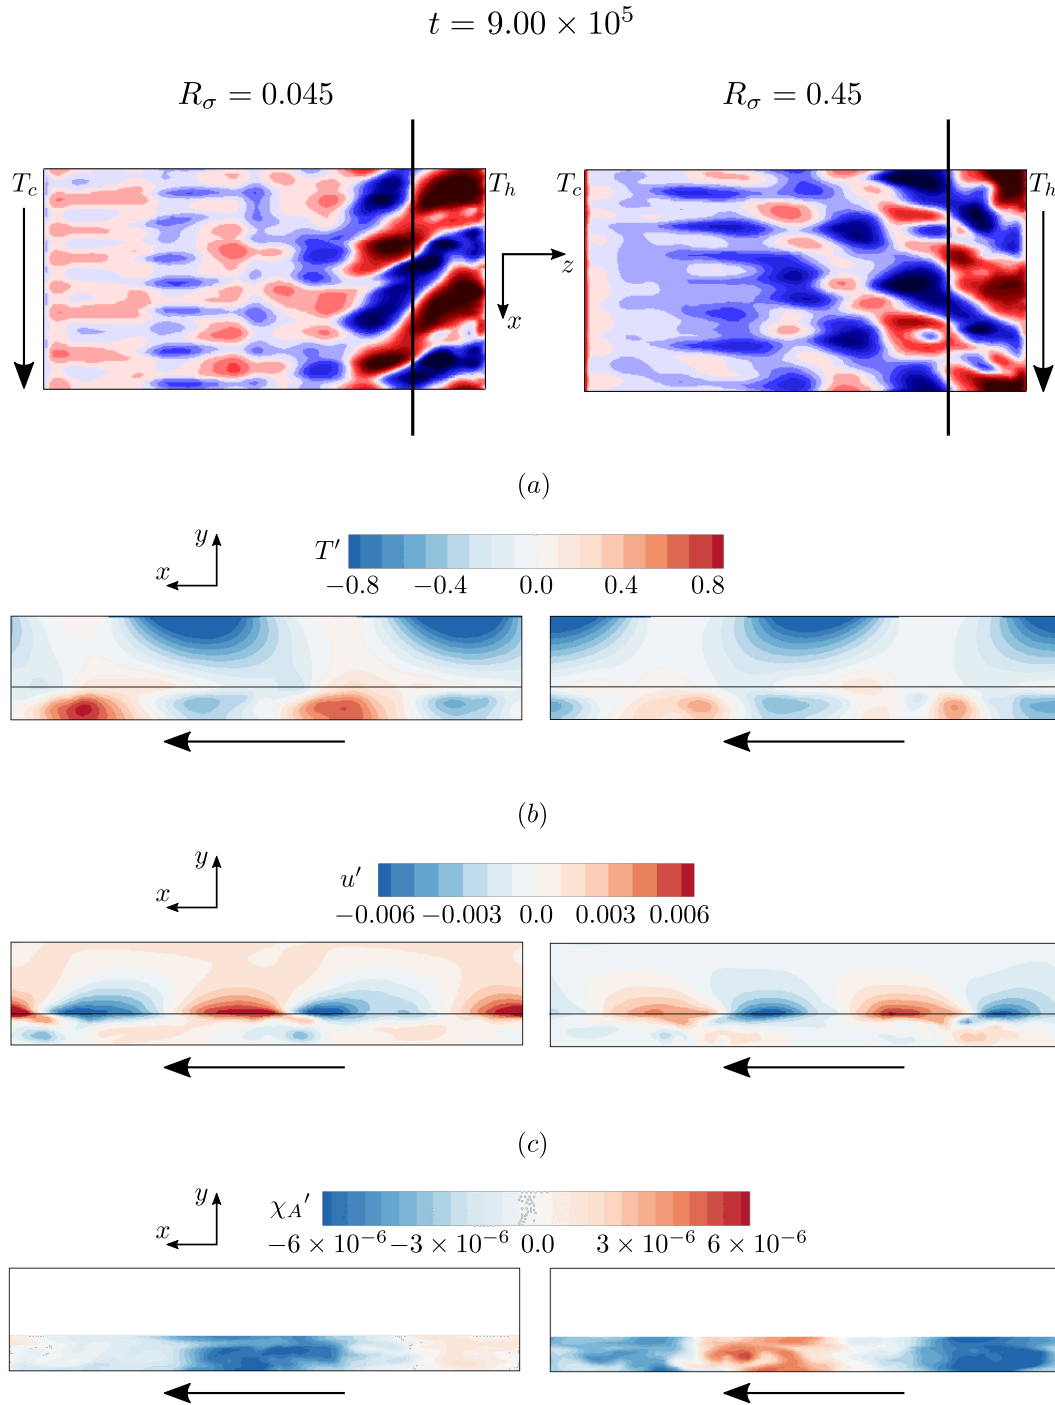 t = 9.00 × 10⁵
R_σ = 0.045 R_σ = 0.45
T_c T_h T_c T_h
z
x
(a)
y
x
T′
−0.8 −0.4 0.0 0.4 0.8
(b)
y
x
u′
−0.006 −0.003 0.0 0.003 0.006
(c)
y
x
χ_A′
−6 × 10⁻⁶ −3 × 10⁻⁶ 0.0 3 × 10⁻⁶ 6 × 10⁻⁶